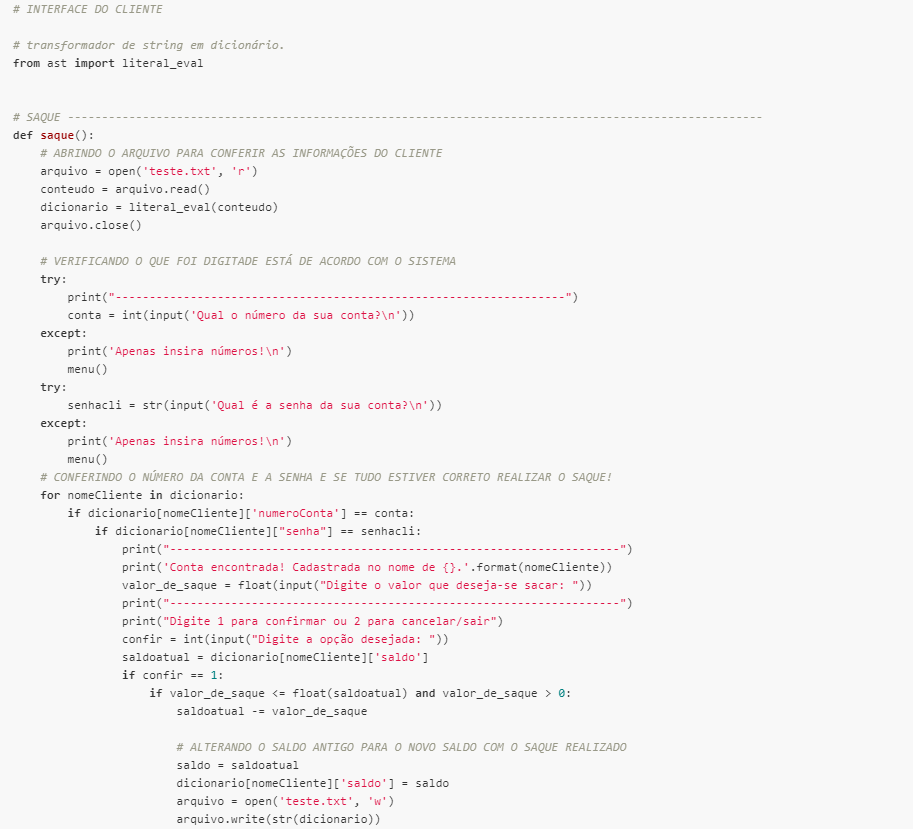 # INTERFACE DO CLIENTE
# transformador de string em dicionário.
from ast import literal_eval
# SAQUE ------------------------------------------------------------------------------------------------------
def saque():
    # ABRINDO O ARQUIVO PARA CONFERIR AS INFORMAÇÕES DO CLIENTE
    arquivo = open('teste.txt', 'r')
    conteudo = arquivo.read()
    dicionario = literal_eval(conteudo)
    arquivo.close()
    # VERIFICANDO O QUE FOI DIGITADE ESTÁ DE ACORDO COM O SISTEMA
    try:
        print("------------------------------------------------------------------")
        conta = int(input('Qual o número da sua conta?\n'))
    except:
        print('Apenas insira números!\n')
        menu()
    try:
        senhacli = str(input('Qual é a senha da sua conta?\n'))
    except:
        print('Apenas insira números!\n')
        menu()
    # CONFERINDO O NÚMERO DA CONTA E A SENHA E SE TUDO ESTIVER CORRETO REALIZAR O SAQUE!
    for nomeCliente in dicionario:
        if dicionario[nomeCliente]['numeroConta'] == conta:
            if dicionario[nomeCliente]["senha"] == senhacli:
                print("------------------------------------------------------------------")
                print('Conta encontrada! Cadastrada no nome de {}.'.format(nomeCliente))
                valor_de_saque = float(input("Digite o valor que deseja-se sacar: "))
                print("------------------------------------------------------------------")
                print("Digite 1 para confirmar ou 2 para cancelar/sair")
                confir = int(input("Digite a opção desejada: "))
                saldoatual = dicionario[nomeCliente]['saldo']
                if confir == 1:
                    if valor_de_saque <= float(saldoatual) and valor_de_saque > 0:
                        saldoatual -= valor_de_saque
                        # ALTERANDO O SALDO ANTIGO PARA O NOVO SALDO COM O SAQUE REALIZADO
                        saldo = saldoatual
                        dicionario[nomeCliente]['saldo'] = saldo
                        arquivo = open('teste.txt', 'w')
                        arquivo.write(str(dicionario))